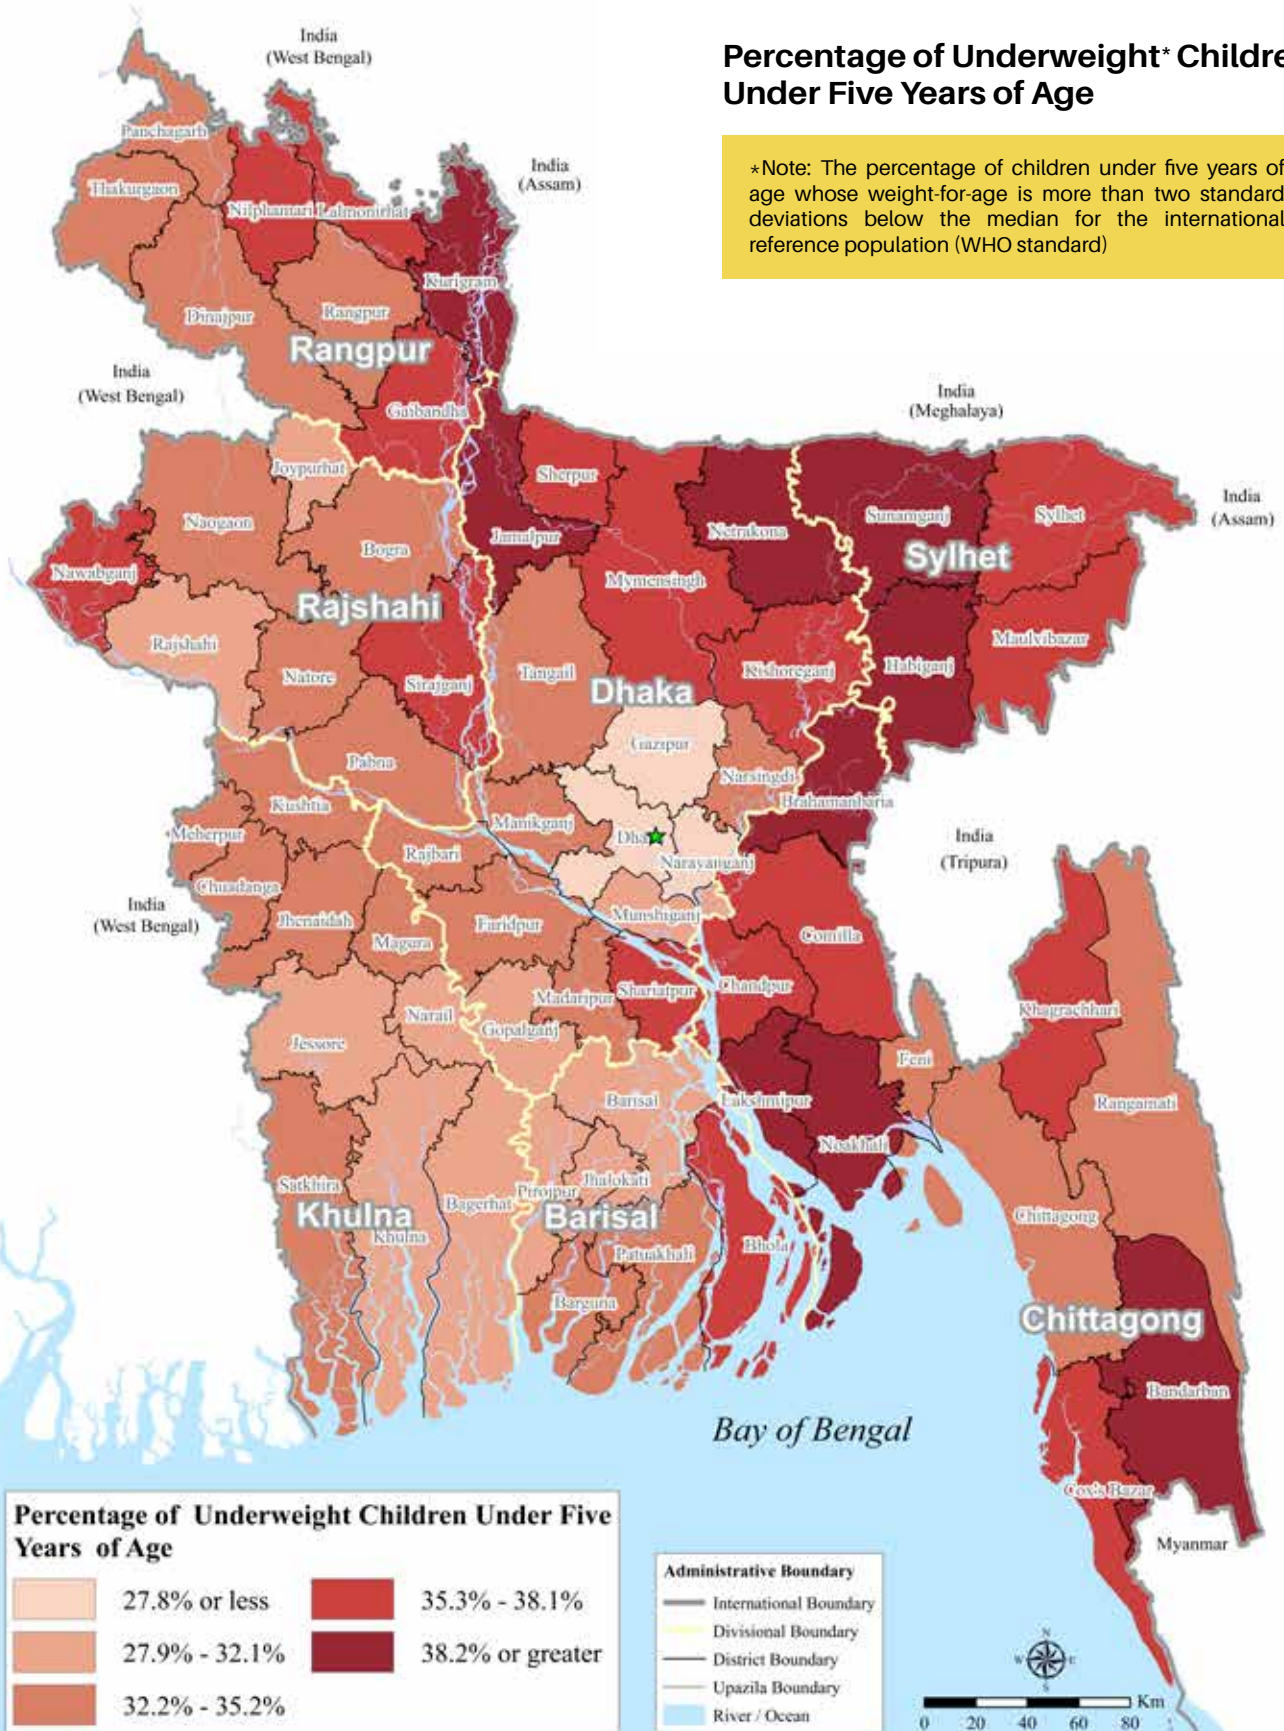 India
(West Bengal)
Percentage of Underweight* Childre
Under Five Years of Age
*Note: The percentage of children under five years of
age whose weight-for-age is more than two standard
deviations below the median for the international
reference population (WHO standard)
Panchagarh
India
(Assam)
Thakurgaon
Nilphamari
Lalmonirhat
Kurigram
Dinajpur
Rangpur
Rangpur
India
(West Bengal)
India
(Meghalaya)
Gaibandha
Joypurhat
Sherpur
India
(Assam)
Naogaon
Bogra
Jamalpur
Netrakona
Sunamganj
Sylhet
Sylhet
Nawabganj
Mymensingh
Rajshahi
Rajshahi
Natore
Sirajganj
Tangail
Kishoreganj
Habiganj
Maulvibazar
Dhaka
Gazipur
Pabna
Narsingdi
Kushtia
Brahamanbaria
Meherpur
Manikganj
Dha
India
(Tripura)
Rajbari
Narayanganj
Chuadanga
India
(West Bengal)
Jhenaidah
Magura
Faridpur
Munshiganj
Comilla
Madaripur
Shariatpur
Chandpur
Khagrachhari
Narail
Gopalganj
Jessore
Feni
Barisal
Lakshmipur
Rangamati
Noakhali
Satkhira
Khulna
Khulna
Bagerhat
Pirojpur
Jhalokati
Barisal
Patuakhali
Bhola
Chittagong
Barguna
Chittagong
Bandarban
Bay of Bengal
Cox's Bazar
Myanmar
Percentage of Underweight Children Under Five
Years of Age
27.8% or less
35.3% - 38.1%
27.9% - 32.1%
38.2% or greater
32.2% - 35.2%
Administrative Boundary
International Boundary
Divisional Boundary
District Boundary
Upazila Boundary
River / Ocean
N
W
E
S
Km
0 20 40 60 80